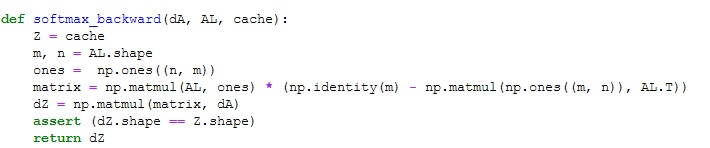 def softmax_backward(dA, AL, cache):
    Z = cache
    m, n = AL.shape
    ones =  np.ones((n, m))
    matrix = np.matmul(AL, ones) * (np.identity(m) - np.matmul(np.ones((m, n)), AL.T))
    dZ = np.matmul(matrix, dA)
    assert (dZ.shape == Z.shape)
    return dZ